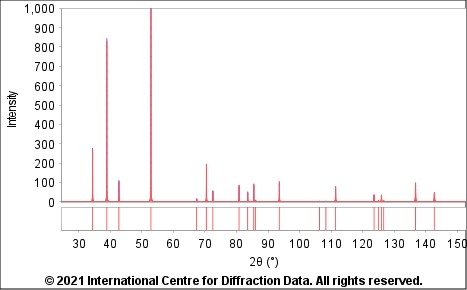 1,000
900
800
700
600
500
400
300
200
100
0
Intensity
30 40 50 60 70 80 90 100 110 120 130 140 150
2θ (°)
© 2021 International Centre for Diffraction Data. All rights reserved.